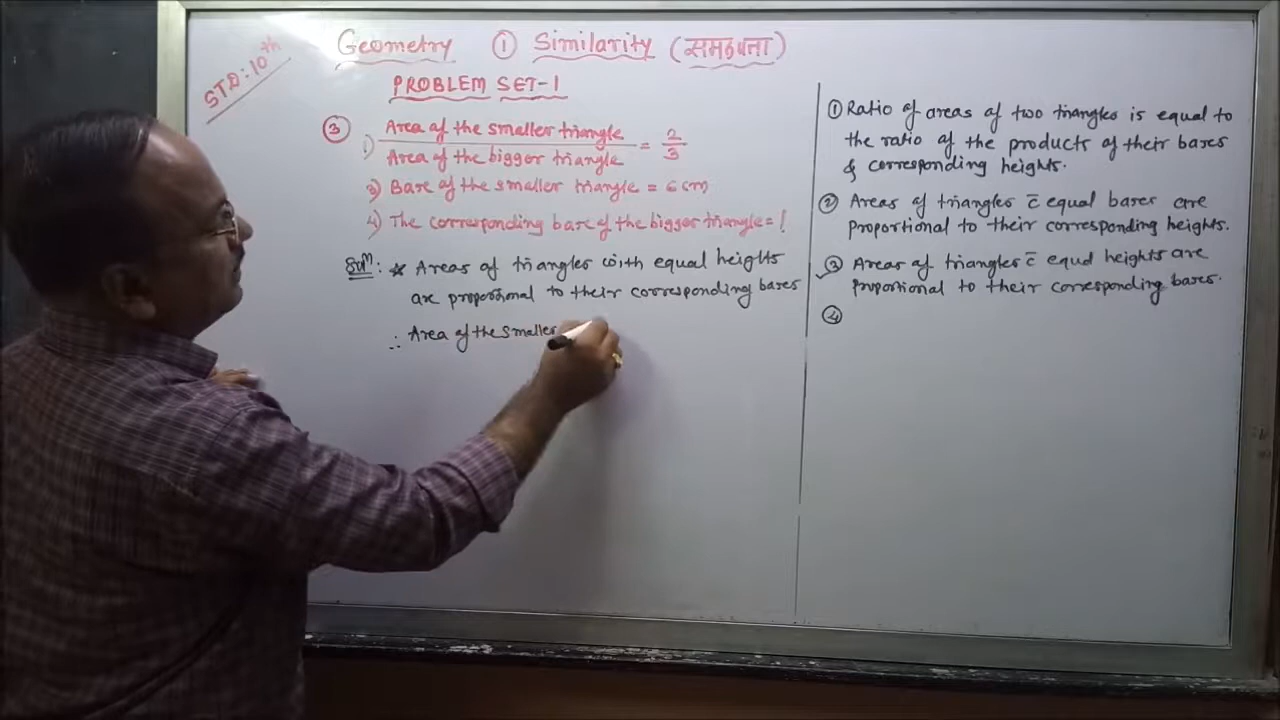 STD: 10th
Geometry ① Similarity (समरूपता)
PROBLEM SET-1
③ 1) Area of the smaller triangle / Area of the bigger triangle = 2/3
3) Base of the smaller triangle = 6 cm
4) The corresponding base of the bigger triangle = ?
Solⁿ: * Areas of triangles with equal heights
are proportional to their corresponding bases
∴ Area of the smaller
① Ratio of areas of two triangles is equal to
the ratio of the products of their bases
& corresponding heights.
② Areas of triangles c̄ equal bases are
proportional to their corresponding heights.
③ Areas of triangles c̄ equal heights are
proportional to their corresponding bases.
④